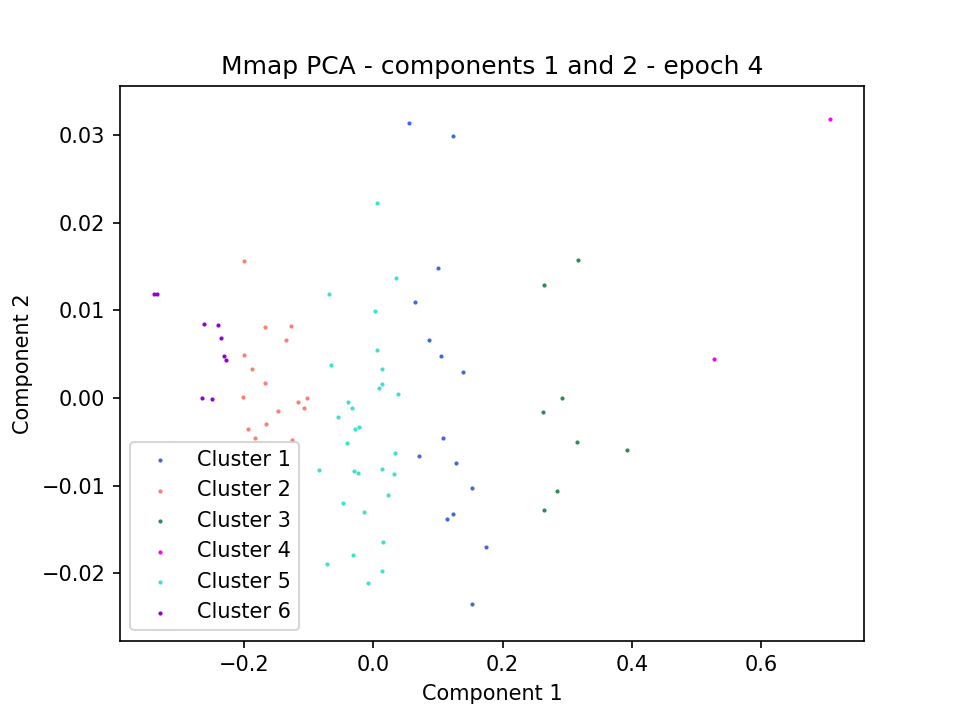 Mmap PCA - components 1 and 2 - epoch 4
0.03
0.02
0.01
0.00
−0.01
−0.02
Component 2
Cluster 1
Cluster 2
Cluster 3
Cluster 4
Cluster 5
Cluster 6
−0.2 0.0 0.2 0.4 0.6
Component 1